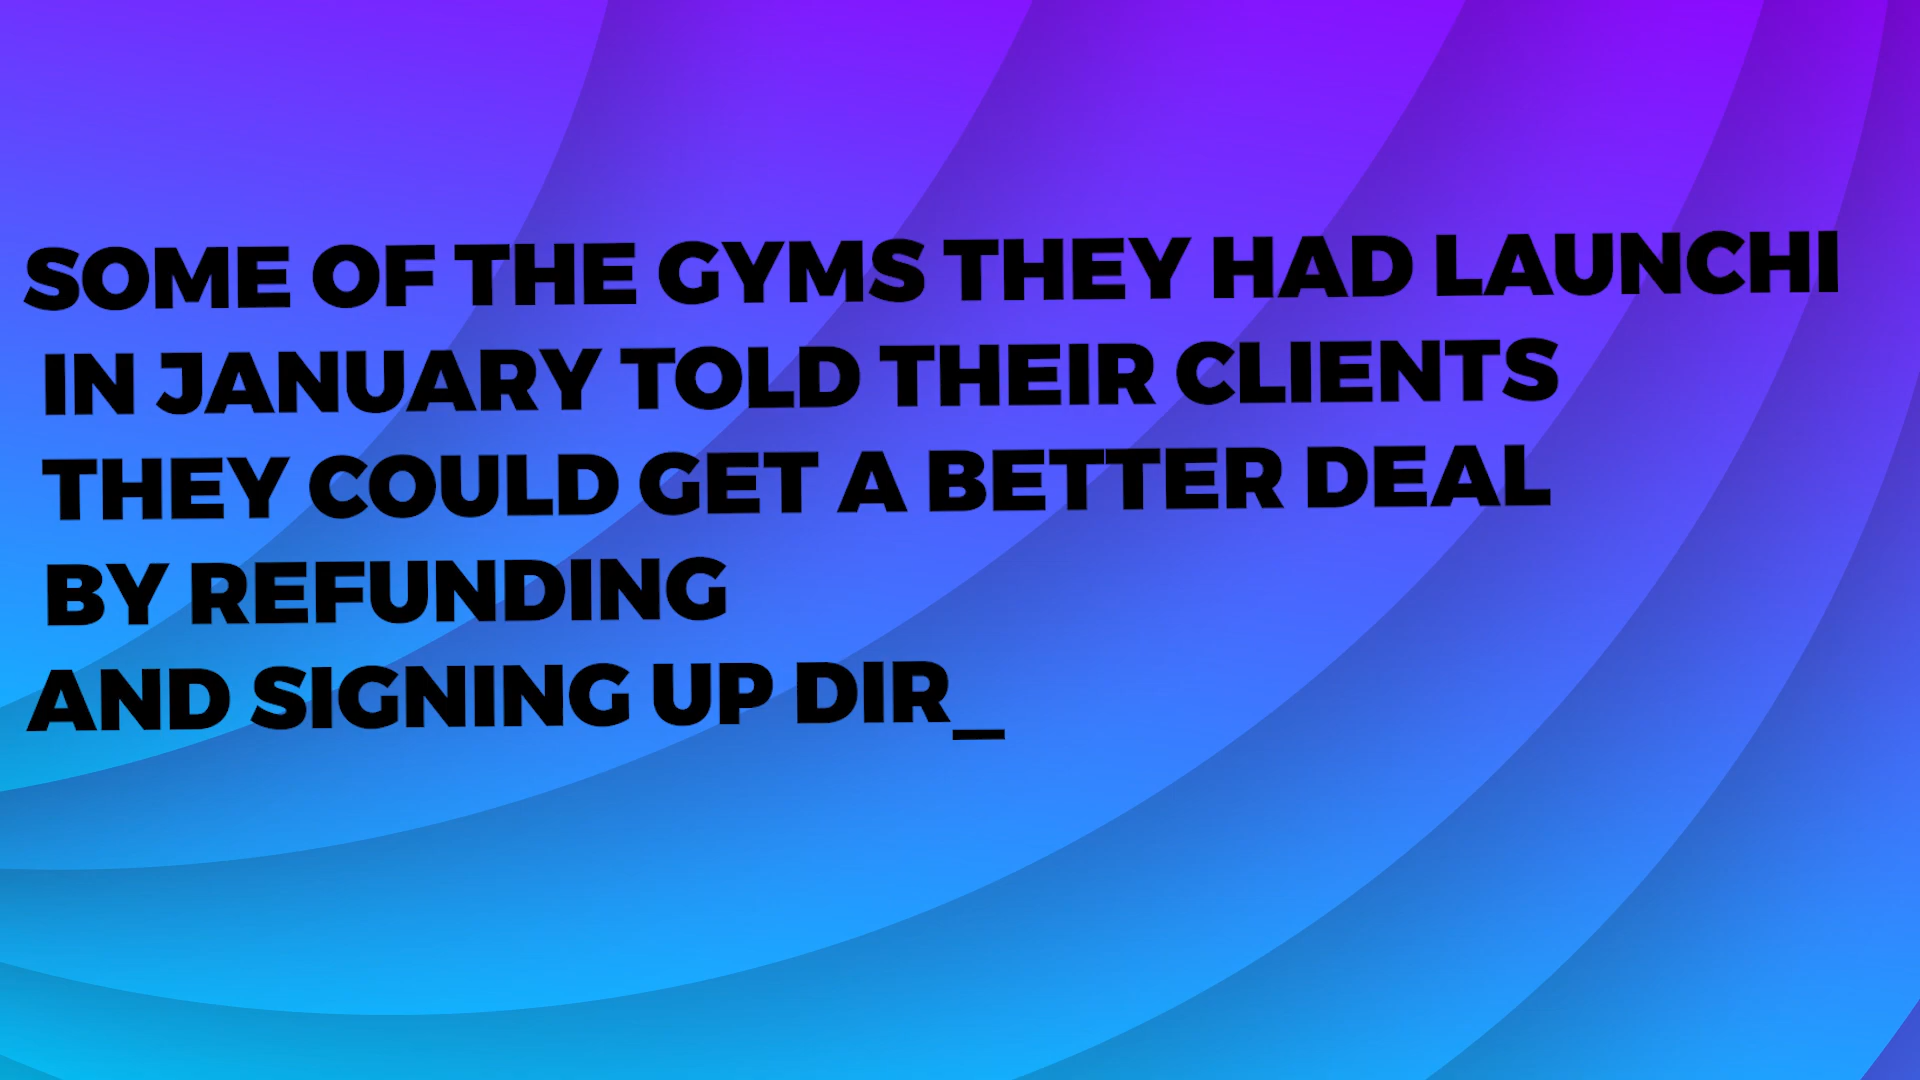 SOME OF THE GYMS THEY HAD LAUNCHI
IN JANUARY TOLD THEIR CLIENTS
THEY COULD GET A BETTER DEAL
BY REFUNDING
AND SIGNING UP DIR_